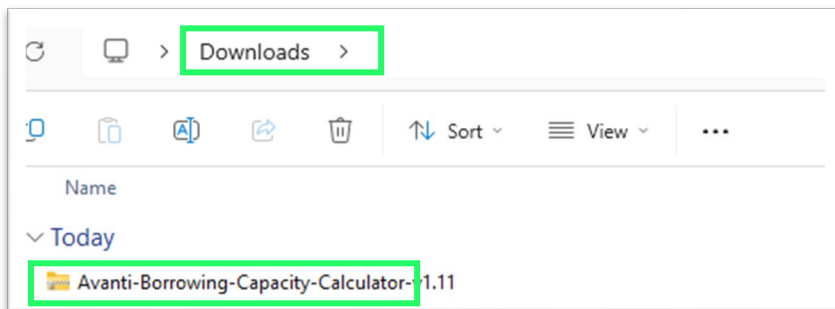 Downloads
Sort View
Name
Today
Avanti-Borrowing-Capacity-Calculator-v1.11